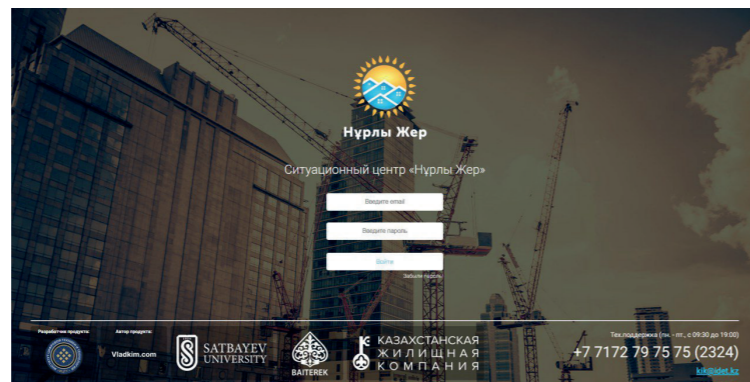 Нұрлы Жер
Ситуационный центр «Нұрлы Жер»
Введите email
Введите пароль
Войти
Забыли пароль
Разработчик продукта:
Автор продукта:
Vladkim.com
SATBAYEV
UNIVERSITY
BAITEREK
КАЗАХСТАНСКАЯ
ЖИЛИЩНАЯ
КОМПАНИЯ
Тех.поддержка (пн. - пт., с 09:30 до 19:00)
+7 7172 79 75 75 (2324)
kik@idet.kz